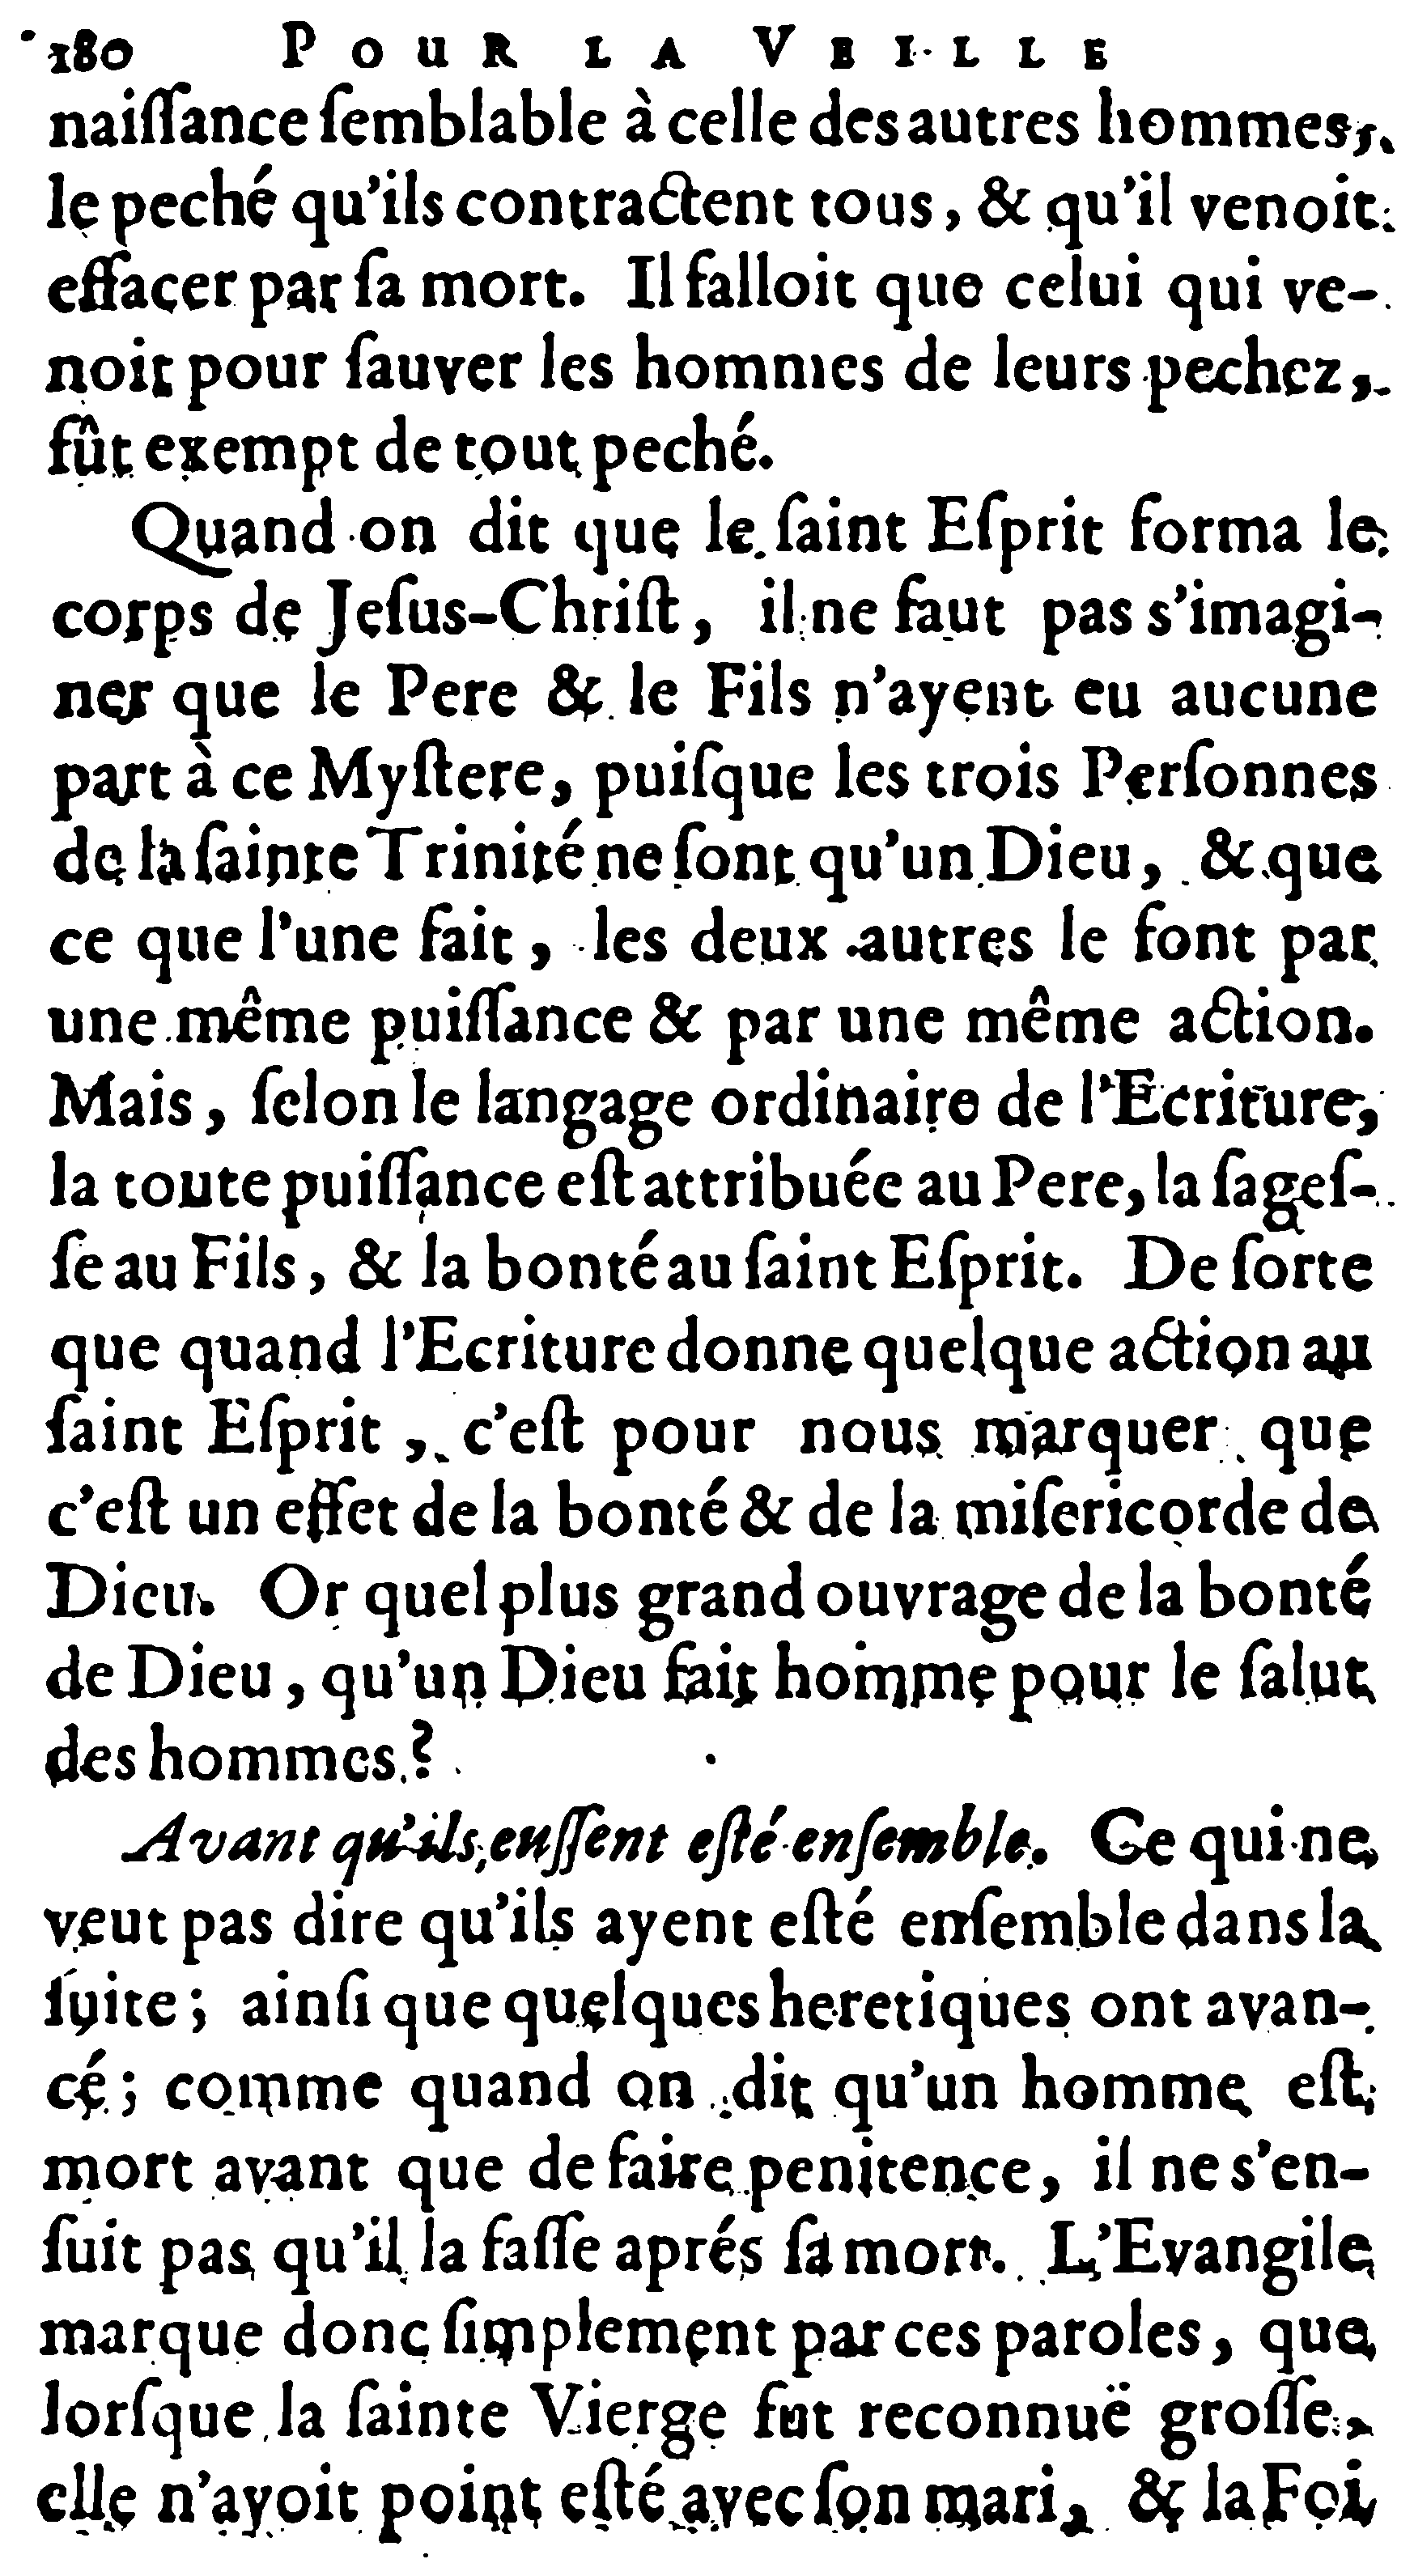 180 POUR LA VEILLE
naiſſance ſemblable à celle des autres hommes,
le peché qu'ils contractent tous, & qu'il venoit
effacer par ſa mort. Il falloit que celui qui ve-
noit pour ſauver les hommes de leurs pechez,
fût exempt de tout peché.
Quand on dit que le ſaint Eſprit forma le
corps de Jeſus-Chriſt, il ne faut pas s'imagi-
ner que le Pere & le Fils n'ayent eu aucune
part à ce Myſtere, puiſque les trois Perſonnes
de la ſainte Trinité ne ſont qu'un Dieu, & que
ce que l'une fait, les deux autres le font par
une même puiſſance & par une même action.
Mais, ſelon le langage ordinaire de l'Ecriture,
la toute puiſſance eſt attribuée au Pere, la ſageſ-
ſe au Fils, & la bonté au ſaint Eſprit. De ſorte
que quand l'Ecriture donne quelque action au
ſaint Eſprit, c'eſt pour nous marquer que
c'eſt un effet de la bonté & de la miſericorde de
Dieu. Or quel plus grand ouvrage de la bonté
de Dieu, qu'un Dieu fait homme pour le ſalut
des hommes?
Avant qu'ils euſſent eſté enſemble. Ce qui ne
veut pas dire qu'ils ayent eſté enſemble dans la
ſuite; ainſi que quelques heretiques ont avan-
cé; comme quand on dit qu'un homme eſt
mort avant que de faire penitence, il ne s'en-
ſuit pas qu'il la faſſe aprés ſa mort. L'Evangile
marque donc ſimplement par ces paroles, que
lorſque la ſainte Vierge fut reconnuë groſſe,
elle n'ayoit point eſté avec ſon mari, & la Foi